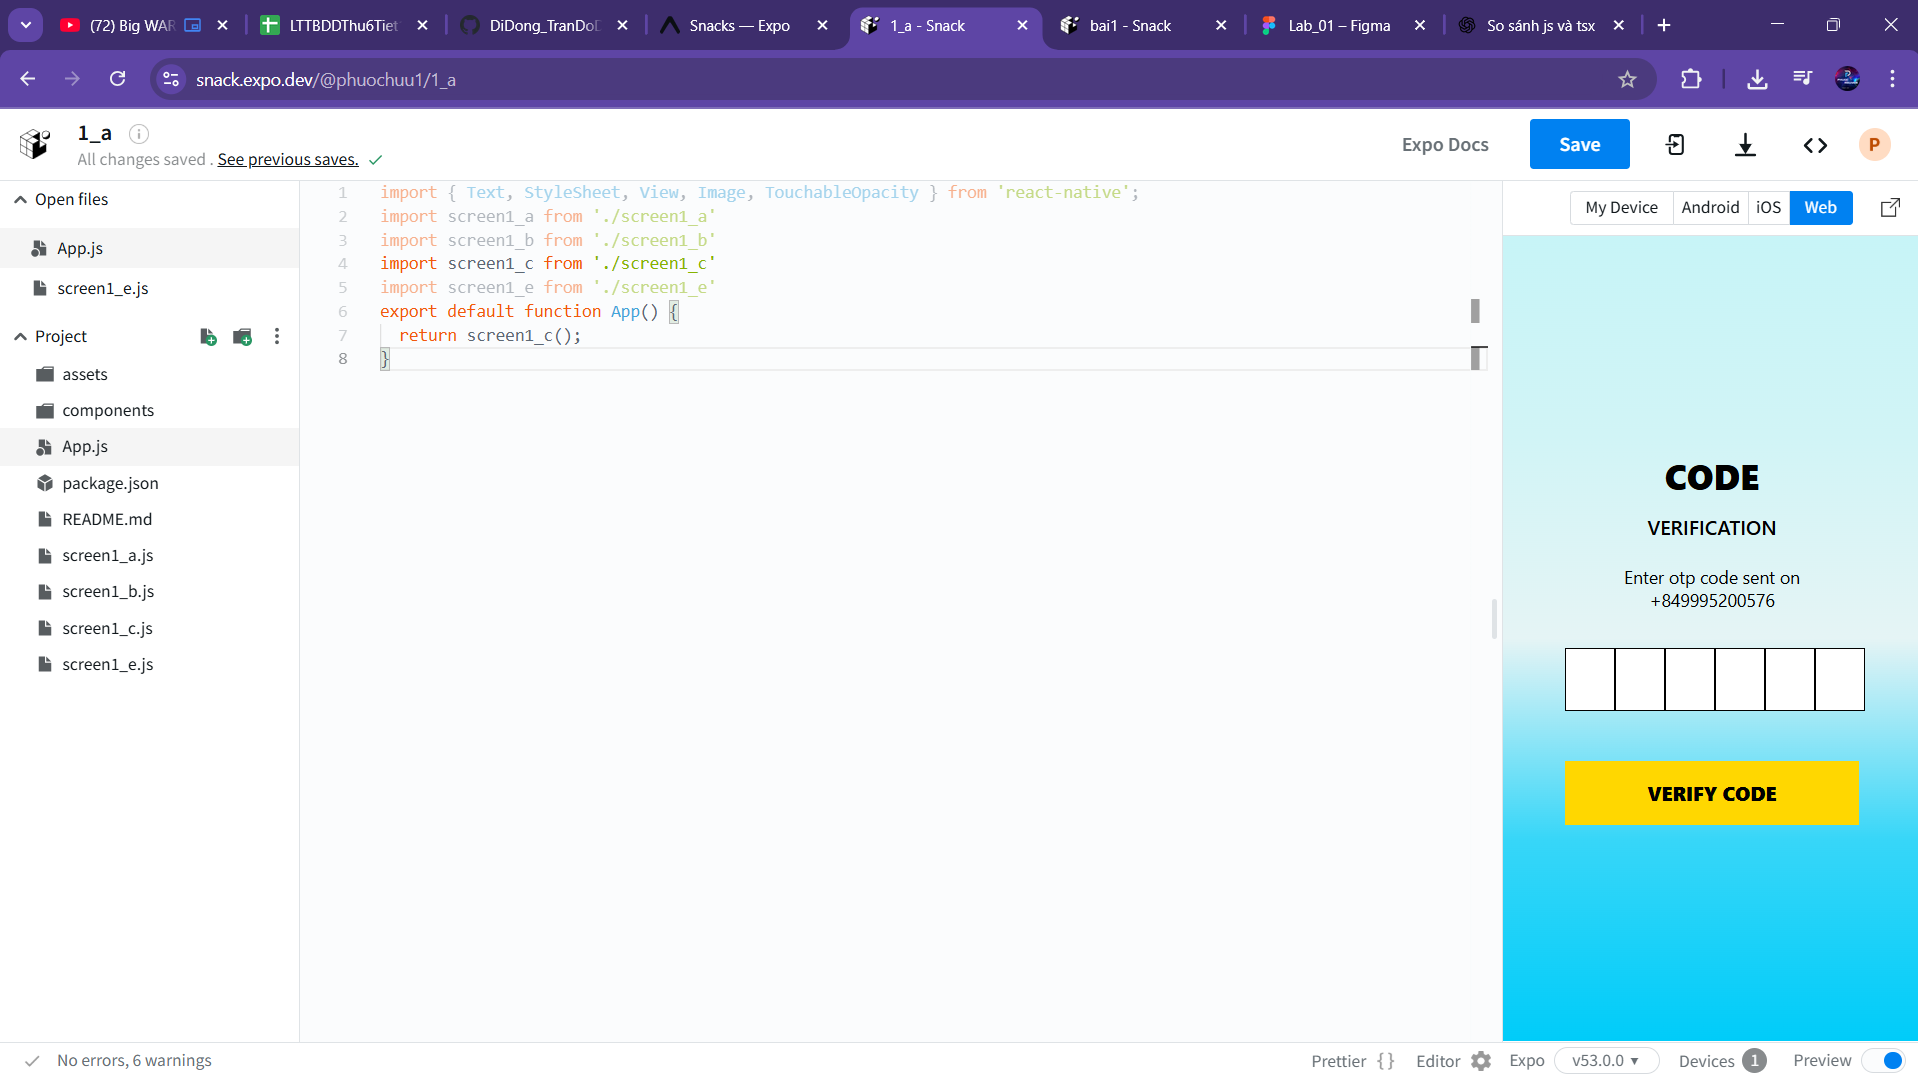 (72) Big WAR
LTTBDDThu6Tiet
DiDong_TranDoD
Snacks — Expo
1_a - Snack
bai1 - Snack
Lab_01 – Figma
So sánh js và tsx
snack.expo.dev/@phuochuu1/1_a
1_a
All changes saved . See previous saves.
Expo Docs
Save
P
Open files
App.js
screen1_e.js
Project
assets
components
App.js
package.json
README.md
screen1_a.js
screen1_b.js
screen1_c.js
screen1_e.js
1 import { Text, StyleSheet, View, Image, TouchableOpacity } from 'react-native';
2 import screen1_a from './screen1_a'
3 import screen1_b from './screen1_b'
4 import screen1_c from './screen1_c'
5 import screen1_e from './screen1_e'
6 export default function App() {
7 return screen1_c();
8 }
My Device
Android
iOS
Web
CODE
VERIFICATION
Enter otp code sent on
+849995200576
VERIFY CODE
No errors, 6 warnings
Prettier { }
Editor
Expo
v53.0.0 ▾
Devices 1
Preview